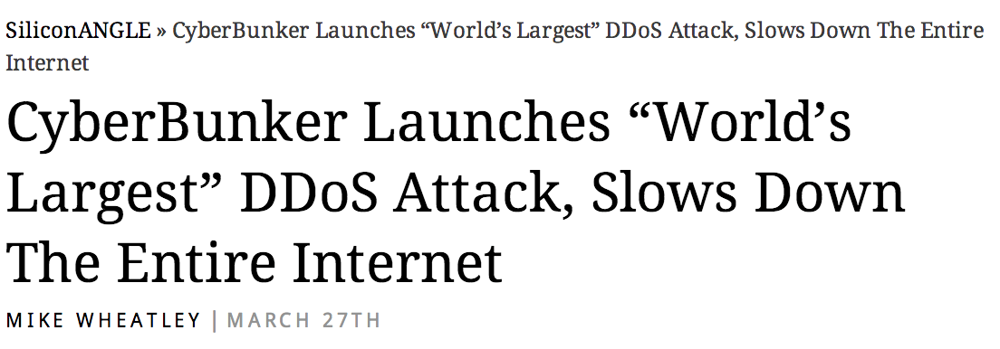 SiliconANGLE » CyberBunker Launches “World’s Largest” DDoS Attack, Slows Down The Entire
Internet
CyberBunker Launches “World’s
Largest” DDoS Attack, Slows Down
The Entire Internet
MIKE WHEATLEY | MARCH 27TH